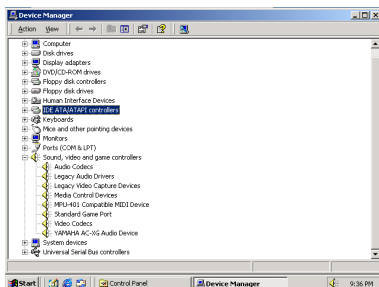 Device Manager
Action View
Computer
Disk drives
Display adapters
DVD/CD-ROM drives
Floppy disk controllers
Floppy disk drives
Human Interface Devices
IDE ATA/ATAPI controllers
Keyboards
Mice and other pointing devices
Monitors
Ports (COM & LPT)
Sound, video and game controllers
Audio Codecs
Legacy Audio Drivers
Legacy Video Capture Devices
Media Control Devices
MPU-401 Compatible MIDI Device
Standard Game Port
Video Codecs
YAMAHA AC-XG Audio Device
System devices
Universal Serial Bus controllers
Start Control Panel Device Manager 9:36 PM